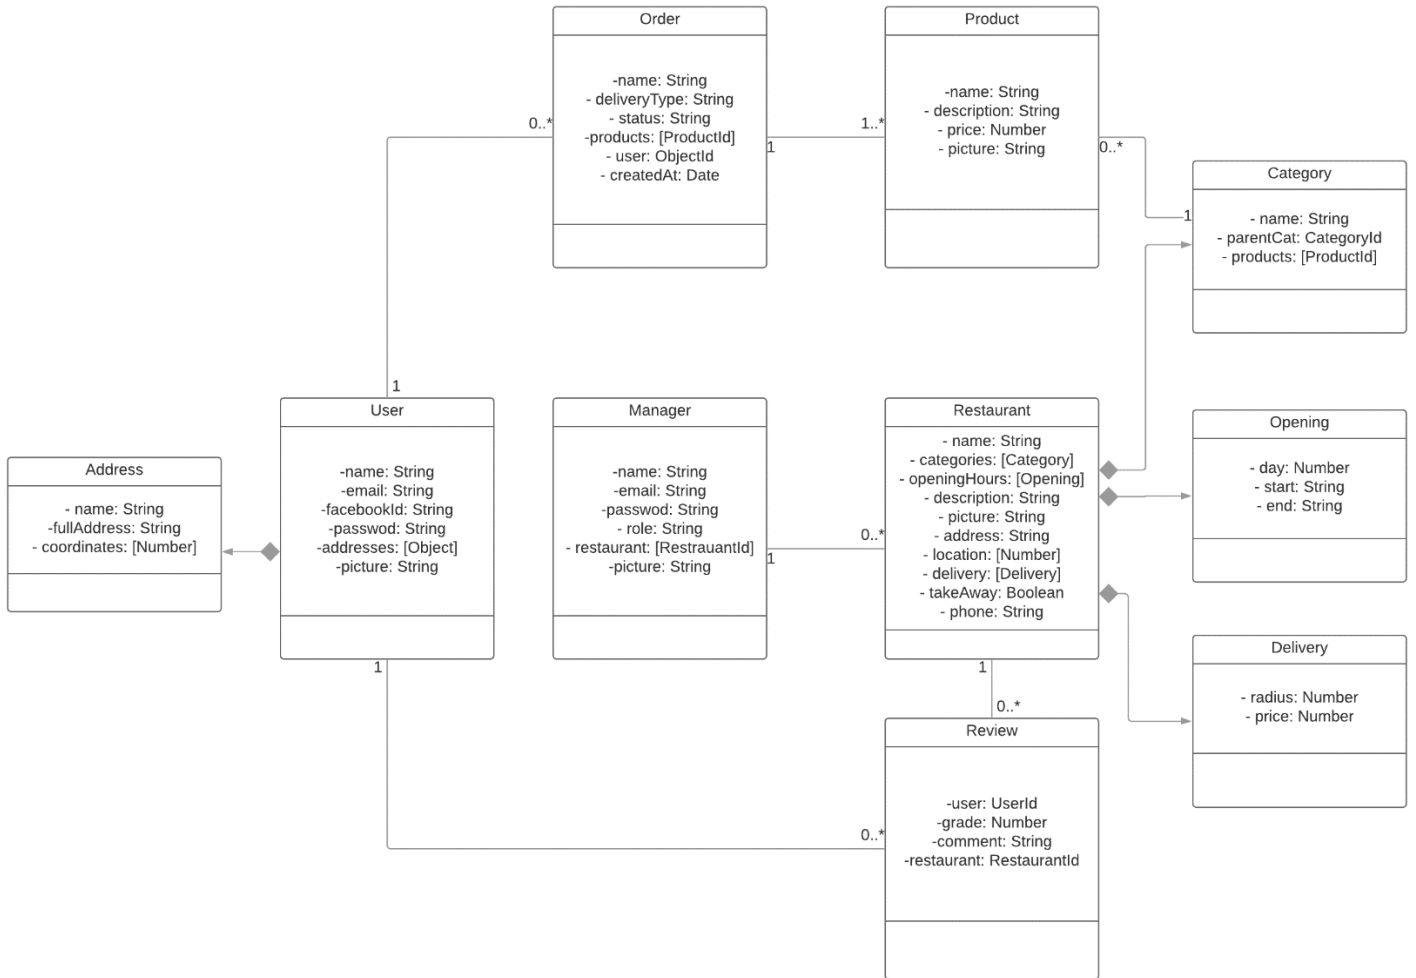 Order
-name: String
- deliveryType: String
- status: String
-products: [ProductId]
- user: ObjectId
- createdAt: Date
Product
-name: String
- description: String
- price: Number
- picture: String
Category
- name: String
- parentCat: CategoryId
- products: [ProductId]
0..*
1
1..*
0..*
1
1
User
-name: String
-email: String
-facebookId: String
-passwod: String
-addresses: [Object]
-picture: String
Manager
-name: String
-email: String
-passwod: String
- role: String
- restaurant: [RestrauantId]
-picture: String
Restaurant
- name: String
- categories: [Category]
- openingHours: [Opening]
- description: String
- picture: String
- address: String
- location: [Number]
- delivery: [Delivery]
- takeAway: Boolean
- phone: String
Opening
- day: Number
- start: String
- end: String
Address
- name: String
-fullAddress: String
- coordinates: [Number]
1
0..*
Delivery
- radius: Number
- price: Number
1
1
0..*
Review
-user: UserId
-grade: Number
-comment: String
-restaurant: RestaurantId
0..*